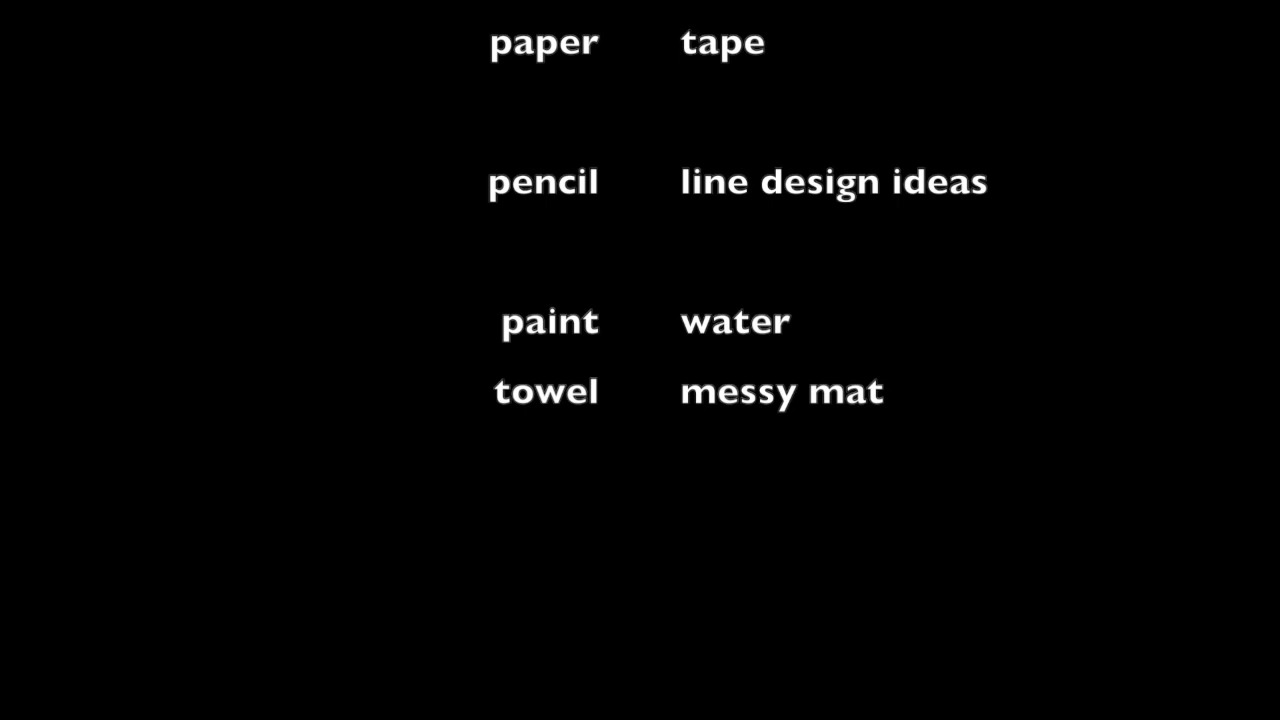 paper tape
pencil line design ideas
paint water
towel messy mat